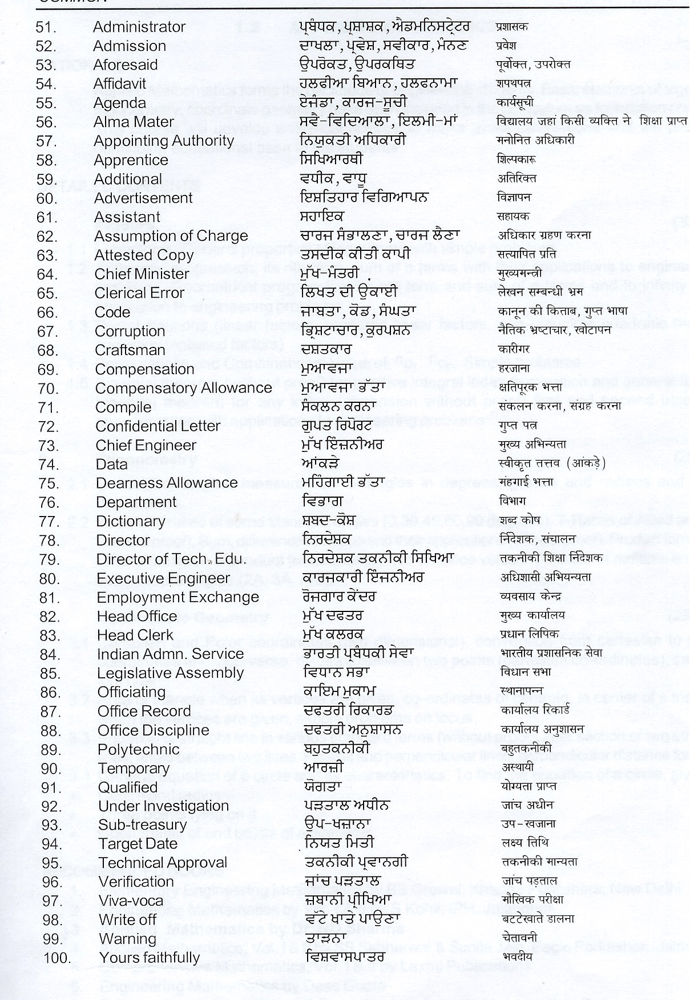 COMMON
51. Administrator ਪ੍ਰਬੰਧਕ, ਪ੍ਰਸ਼ਾਸ਼ਕ, ਐਡਮਨਿਸਟ੍ਰੇਟਰ प्रशासक
52. Admission ਦਾਖਲਾ, ਪ੍ਰਵੇਸ਼, ਸਵੀਕਾਰ, ਮੰਨਣ प्रवेश
53. Aforesaid ਉਪਰੋਕਤ, ਉਪਰਕਥਿਤ पूर्वोक्त, उपरोक्त
54. Affidavit ਹਲਫੀਆ ਬਿਆਨ, ਹਲਫਨਾਮਾ शपथपत्र
55. Agenda ਏਜੰਡਾ, ਕਾਰਜ-ਸੂਚੀ कार्यसूची
56. Alma Mater ਸਵੈ-ਵਿਦਿਆਲਾ, ਇਲਮੀ-ਮਾਂ विद्यालय जहां किसी व्यक्ति ने शिक्षा प्राप्त
57. Appointing Authority ਨਿਯੁਕਤੀ ਅਧਿਕਾਰੀ मनोनित अधिकारी
58. Apprentice ਸਿਖਿਆਰਥੀ शिल्पकारू
59. Additional ਵਧੀਕ, ਵਾਧੂ अतिरिक्त
60. Advertisement ਇਸ਼ਤਿਹਾਰ ਵਿਗਿਆਪਨ विज्ञापन
61. Assistant ਸਹਾਇਕ सहायक
62. Assumption of Charge ਚਾਰਜ ਸੰਭਾਲਣਾ, ਚਾਰਜ ਲੈਣਾ अधिकार ग्रहण करना
63. Attested Copy ਤਸਦੀਕ ਕੀਤੀ ਕਾਪੀ सत्यापित प्रति
64. Chief Minister ਮੁੱਖ-ਮੰਤਰੀ मुख्यमन्त्री
65. Clerical Error ਲਿਖਤ ਦੀ ਉਕਾਈ लेखन सम्बन्धी भ्रम
66. Code ਜਾਬਤਾ, ਕੋਡ, ਸੰਘਤਾ कानून की किताब, गुप्त भाषा
67. Corruption ਭ੍ਰਿਸ਼ਟਾਚਾਰ, ਕੁਰਪਸ਼ਨ नैतिक भ्रष्टाचार, खोटापन
68. Craftsman ਦਸ਼ਤਕਾਰ कारीगर
69. Compensation ਮੁਆਵਜਾ हरजाना
70. Compensatory Allowance ਮੁਆਵਜਾ ਭੱਤਾ क्षतिपूरक भत्ता
71. Compile ਸੰਕਲਨ ਕਰਨਾ संकलन करना, संग्रह करना
72. Confidential Letter ਗੁਪਤ ਰਿਪੋਰਟ गुप्त पत्र
73. Chief Engineer ਮੁੱਖ ਇੰਜ਼ਨੀਅਰ मुख्य अभिन्यता
74. Data ਆਂਕੜੇ स्वीकृत तत्तव (आंकड़े)
75. Dearness Allowance ਮਹਿੰਗਾਈ ਭੱਤਾ मंहगाई भत्ता
76. Department ਵਿਭਾਗ विभाग
77. Dictionary ਸ਼ਬਦ-ਕੋਸ਼ शब्द कोष
78. Director ਨਿਰਦੇਸ਼ਕ निंदेशक, संचालन
79. Director of Tech. Edu. ਨਿਰਦੇਸ਼ਕ ਤਕਨੀਕੀ ਸਿਖਿਆ तकनीकी शिक्षा निंदेशक
80. Executive Engineer ਕਾਰਜਕਾਰੀ ਇੰਜਨੀਅਰ अधिशासी अभियन्यता
81. Employment Exchange ਰੋਜਗਾਰ ਕੇਂਦਰ व्यवसाय केन्द्र
82. Head Office ਮੁੱਖ ਦਫਤਰ मुख्य कार्यालय
83. Head Clerk ਮੁੱਖ ਕਲਰਕ प्रधान लिपिक
84. Indian Admn. Service ਭਾਰਤੀ ਪ੍ਰਬੰਧਕੀ ਸੇਵਾ भारतीय प्रशासनिक सेवा
85. Legislative Assembly ਵਿਧਾਨ ਸਭਾ विधान सभा
86. Officiating ਕਾਇਮ ਮੁਕਾਮ स्थानापन्न
87. Office Record ਦਫਤਰੀ ਰਿਕਾਰਡ कार्यालय रिकार्ड
88. Office Discipline ਦਫਤਰੀ ਅਨੁਸ਼ਾਸਨ कार्यालय अनुशासन
89. Polytechnic ਬਹੁਤਕਨੀਕੀ बहुतकनीकी
90. Temporary ਆਰਜ਼ੀ अस्थायी
91. Qualified ਯੋਗਤਾ योग्यता प्राप्त
92. Under Investigation ਪੜਤਾਲ ਅਧੀਨ जांच अधीन
93. Sub-treasury ਉਪ-ਖਜ਼ਾਨਾ उप-खजाना
94. Target Date ਨਿਯਤ ਮਿਤੀ लक्ष्य तिथि
95. Technical Approval ਤਕਨੀਕੀ ਪ੍ਰਵਾਨਗੀ तकनीकी मान्यता
96. Verification ਜਾਂਚ ਪੜਤਾਲ जांच पड़ताल
97. Viva-voca ਜ਼ਬਾਨੀ ਪ੍ਰੀਖਿਆ मौखिक परीक्षा
98. Write off ਵੱਟੇ ਖਾਤੇ ਪਾਉਣਾ बटटेखाते डालना
99. Warning ਤਾੜਨਾ चेतावनी
100. Yours faithfully ਵਿਸ਼ਵਾਸਪਾਤਰ भवदीय